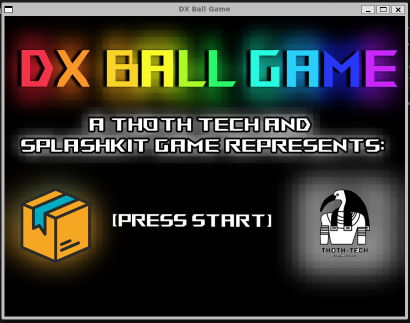 DX Ball Game
DX BALL GAME
A THOTH TECH AND
SPLASHKIT GAME REPRESENTS:
[PRESS START]
THOTH-TECH